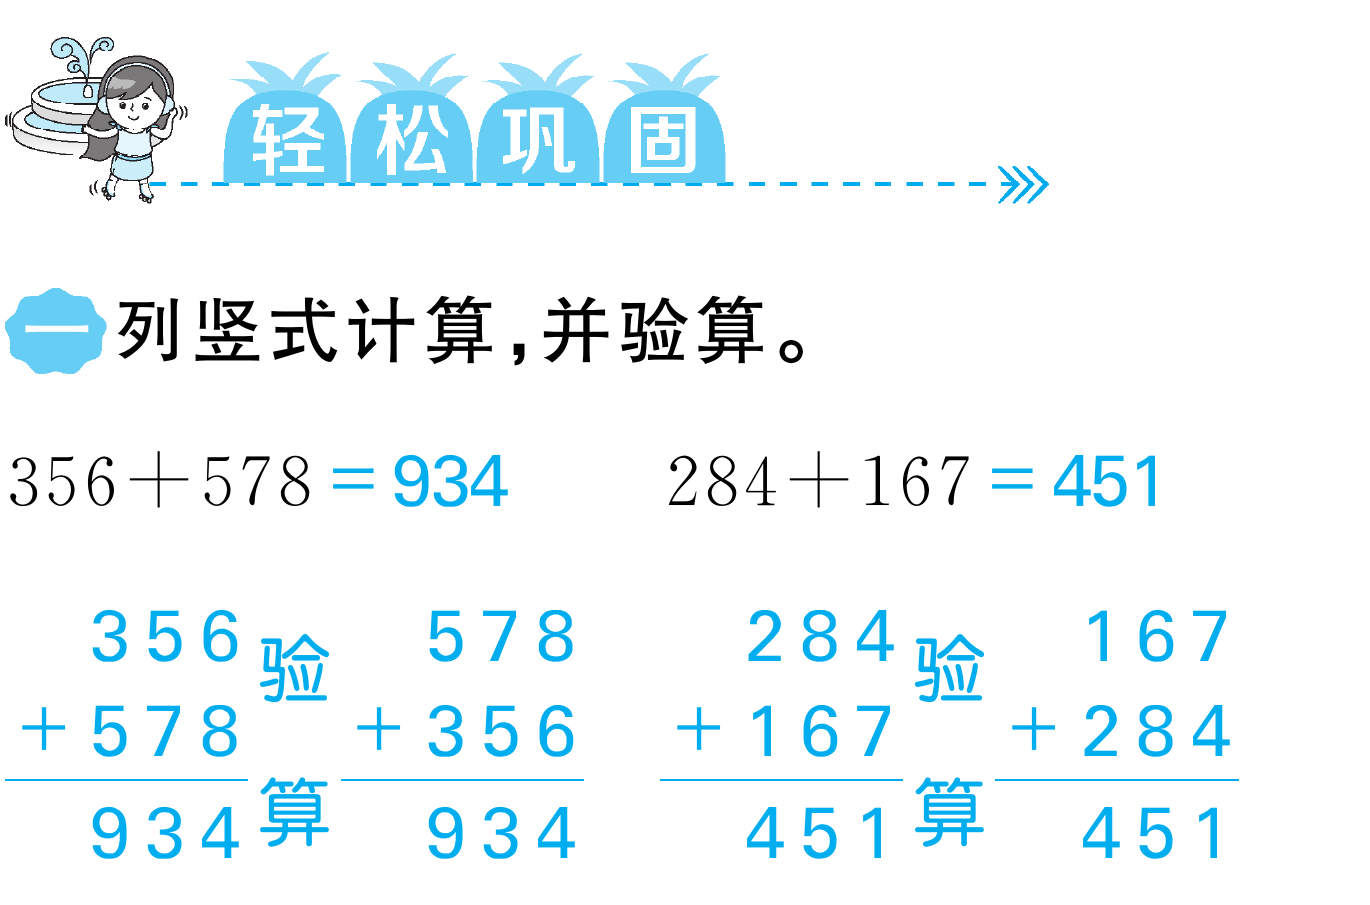 轻松巩固
一 列竖式计算,并验算。
356+578=934 284+167=451
356 验 578 284 验 167
+578 +356 +167 +284
934 算 934 451 算 451